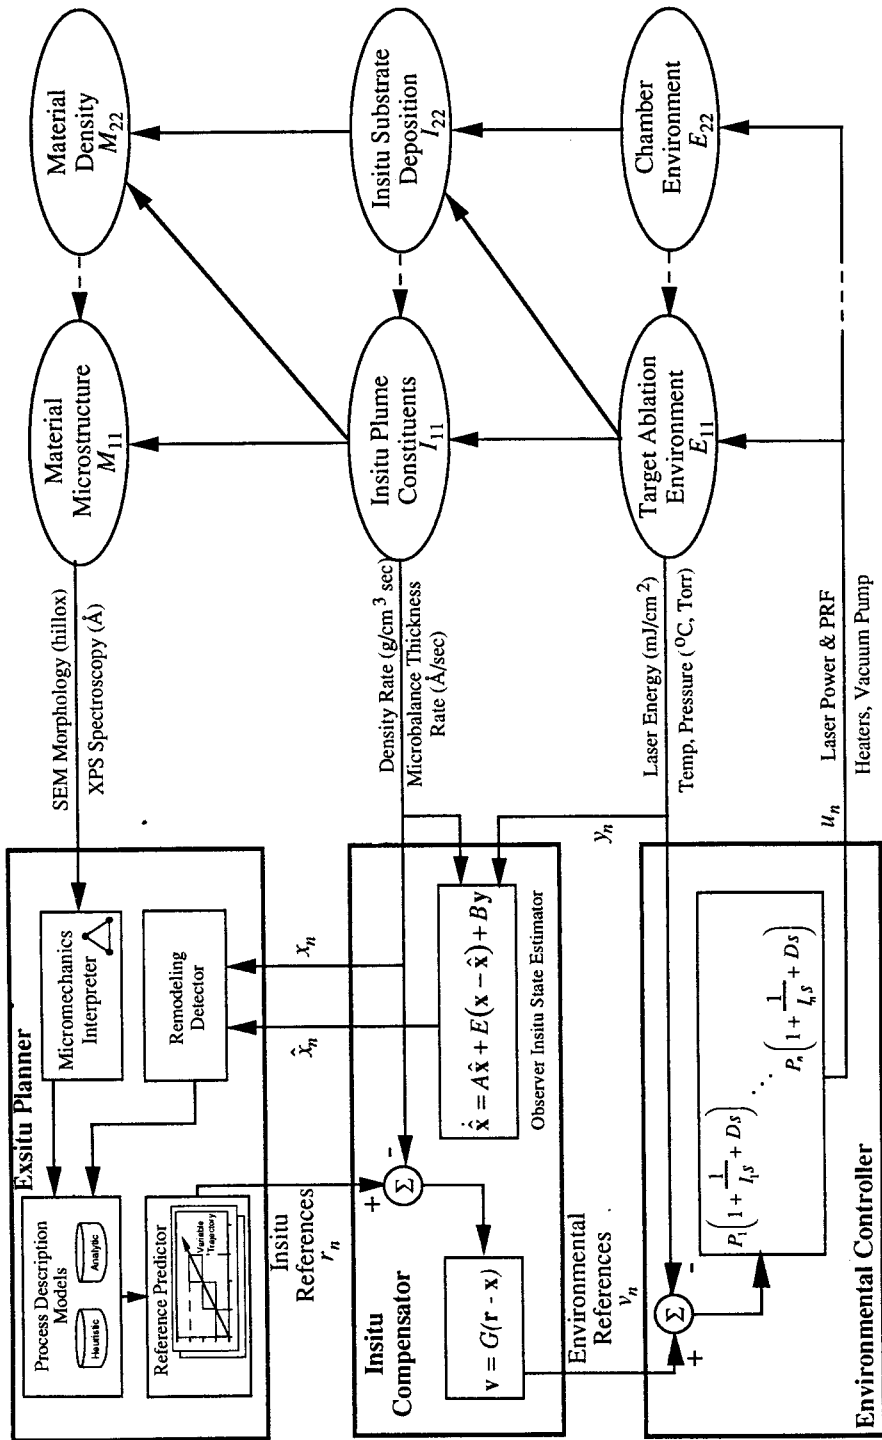 Exsitu Planner
Process Description
Models
Heuristic
Analytic
Reference Predictor
Variable
Trajectory
Micromechanics
Interpreter
Remodeling
Detector
SEM Morphology (hillox)
XPS Spectroscopy (Å)
Material
Microstructure
M11
Material
Density
M22
Insitu
References
rn
x̂n
xn
Insitu
Compensator
+
-
Σ
v = G(r - x)
ẋ̂ = Ax̂ + E(x - x̂) + By
Observer Insitu State Estimator
Density Rate (g/cm3 sec)
Microbalance Thickness
Rate (Å/sec)
Insitu Plume
Constituents
I11
Insitu Substrate
Deposition
I22
Environmental
References
vn
yn
Environmental Controller
+
-
Σ
P1(1 + 1/I1s + Ds)
...
Pn(1 + 1/Ins + Ds)
Laser Energy (mJ/cm2)
Temp, Pressure (oC, Torr)
Target Ablation
Environment
E11
Chamber
Environment
E22
un
Laser Power & PRF
Heaters, Vacuum Pump